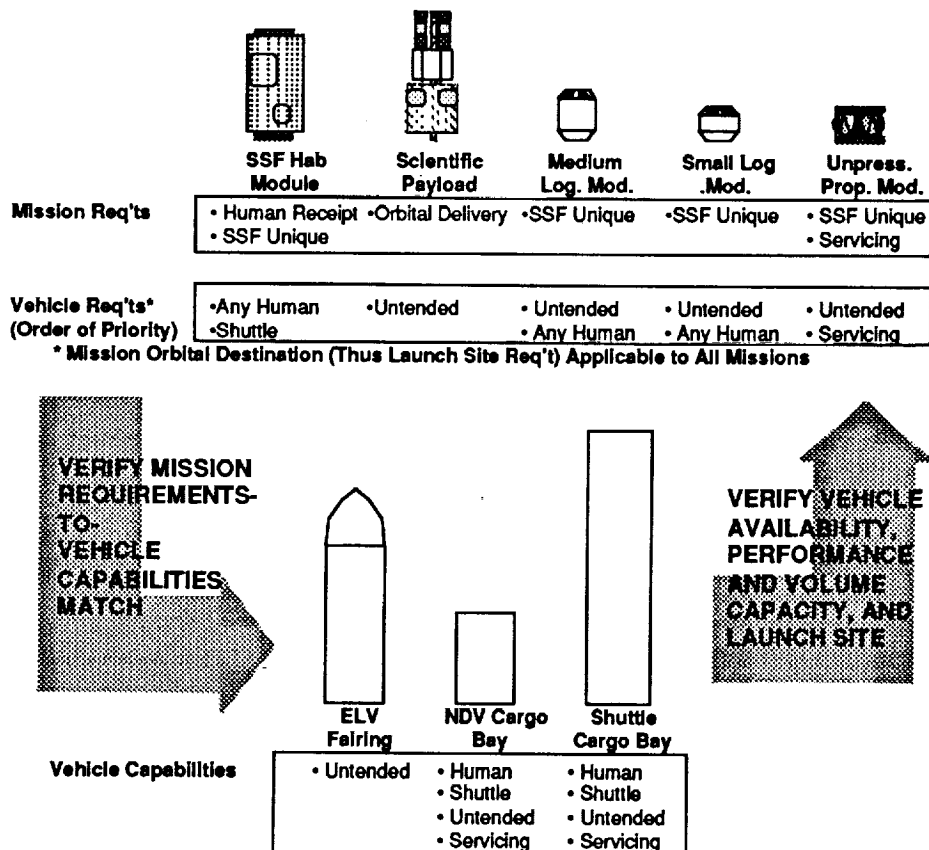 SSF Hab
Module
Scientific
Payload
Medium
Log. Mod.
Small Log
.Mod.
Unpress.
Prop. Mod.
Mission Req'ts
• Human Receipt
• SSF Unique
•Orbital Delivery
•SSF Unique
•SSF Unique
• SSF Unique
• Servicing
Vehicle Req'ts*
(Order of Priority)
•Any Human
•Shuttle
•Untended
• Untended
• Any Human
• Untended
• Any Human
• Untended
• Servicing
* Mission Orbital Destination (Thus Launch Site Req't) Applicable to All Missions
VERIFY MISSION
REQUIREMENTS-
TO-
VEHICLE
CAPABILITIES
MATCH
VERIFY VEHICLE
AVAILABILITY,
PERFORMANCE
AND VOLUME
CAPACITY, AND
LAUNCH SITE
ELV
Fairing
NDV Cargo
Bay
Shuttle
Cargo Bay
Vehicle Capabilities
• Untended
• Human
• Shuttle
• Untended
• Servicing
• Human
• Shuttle
• Untended
• Servicing